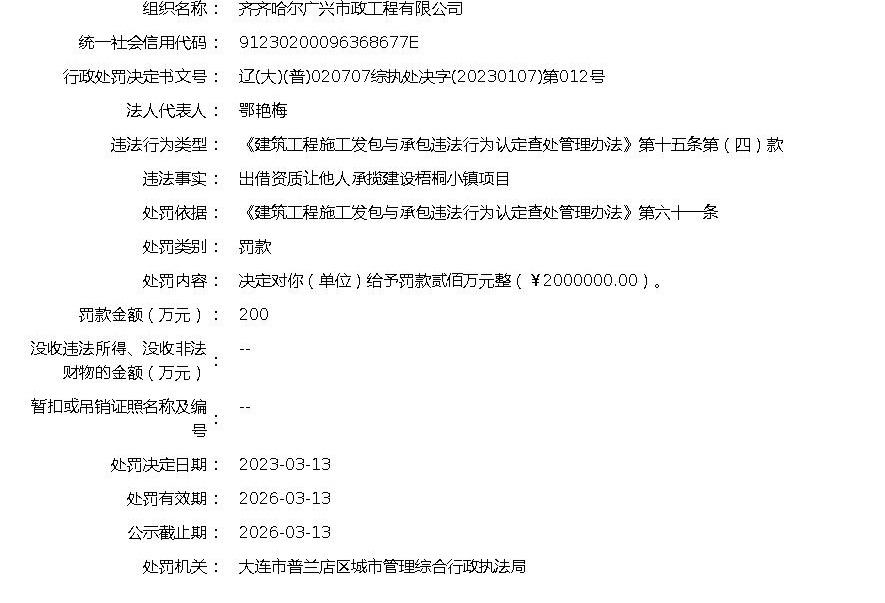 组织名称： 齐齐哈尔广兴市政工程有限公司
统一社会信用代码： 91230200096368677E
行政处罚决定书文号： 辽(大)(普)020707综执处决字(20230107)第012号
法人代表人： 鄂艳梅
违法行为类型： 《建筑工程施工发包与承包违法行为认定查处管理办法》第十五条第（四）款
违法事实： 出借资质让他人承揽建设梧桐小镇项目
处罚依据： 《建筑工程施工发包与承包违法行为认定查处管理办法》第六十一条
处罚类别： 罚款
处罚内容： 决定对你（单位）给予罚款贰佰万元整（￥2000000.00）。
罚款金额（万元）： 200
没收违法所得、没收非法
财物的金额（万元）： --
暂扣或吊销证照名称及编
号： --
处罚决定日期： 2023-03-13
处罚有效期： 2026-03-13
公示截止期： 2026-03-13
处罚机关： 大连市普兰店区城市管理综合行政执法局